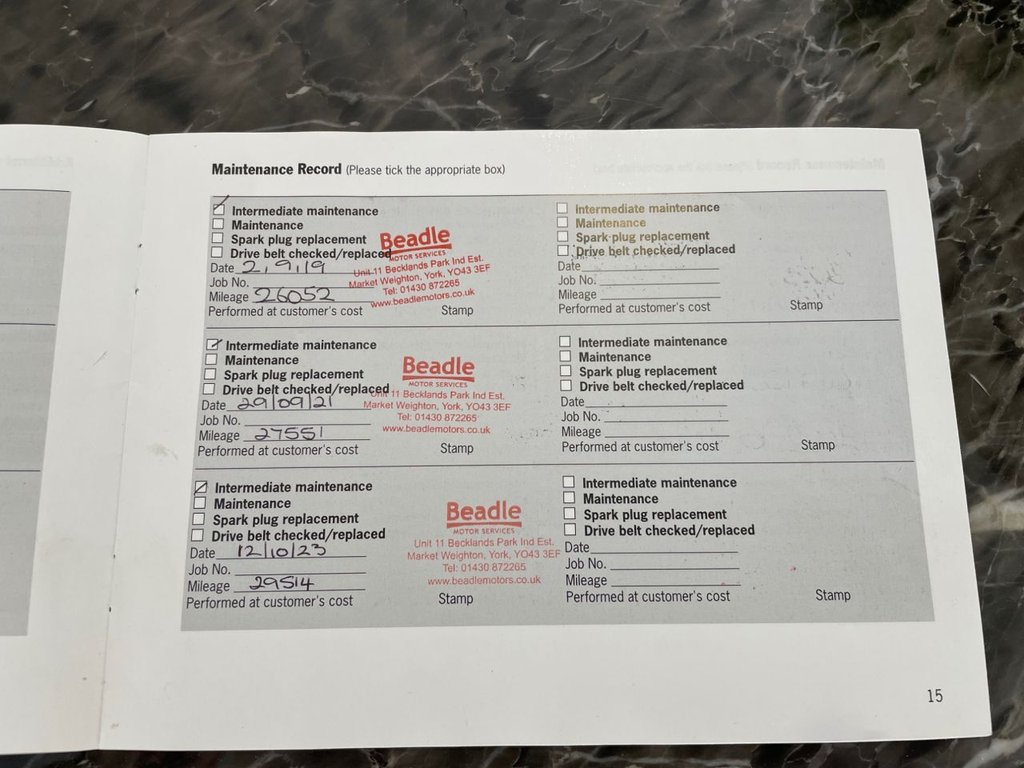 Maintenance Record (Please tick the appropriate box)
Intermediate maintenance
Maintenance
Spark plug replacement
Drive belt checked/replaced
Date 2,9,19
Job No.
Mileage 26052
Performed at customer's cost
Stamp
Beadle
MOTOR SERVICES
Unit 11 Becklands Park Ind Est.
Market Weighton, York, YO43 3EF
Tel: 01430 872265
www.beadlemotors.co.uk
Intermediate maintenance
Maintenance
Spark plug replacement
Drive belt checked/replaced
Date
Job No.
Mileage
Performed at customer's cost
Stamp
Intermediate maintenance
Maintenance
Spark plug replacement
Drive belt checked/replaced
Date 29/09/21
Job No.
Mileage 27551
Performed at customer's cost
Stamp
Beadle
MOTOR SERVICES
Unit 11 Becklands Park Ind Est.
Market Weighton, York, YO43 3EF
Tel: 01430 872265
www.beadlemotors.co.uk
Intermediate maintenance
Maintenance
Spark plug replacement
Drive belt checked/replaced
Date
Job No.
Mileage
Performed at customer's cost
Stamp
Intermediate maintenance
Maintenance
Spark plug replacement
Drive belt checked/replaced
Date 12/10/23
Job No.
Mileage 29514
Performed at customer's cost
Stamp
Beadle
MOTOR SERVICES
Unit 11 Becklands Park Ind Est.
Market Weighton, York, YO43 3EF
Tel: 01430 872265
www.beadlemotors.co.uk
Intermediate maintenance
Maintenance
Spark plug replacement
Drive belt checked/replaced
Date
Job No.
Mileage
Performed at customer's cost
Stamp
15